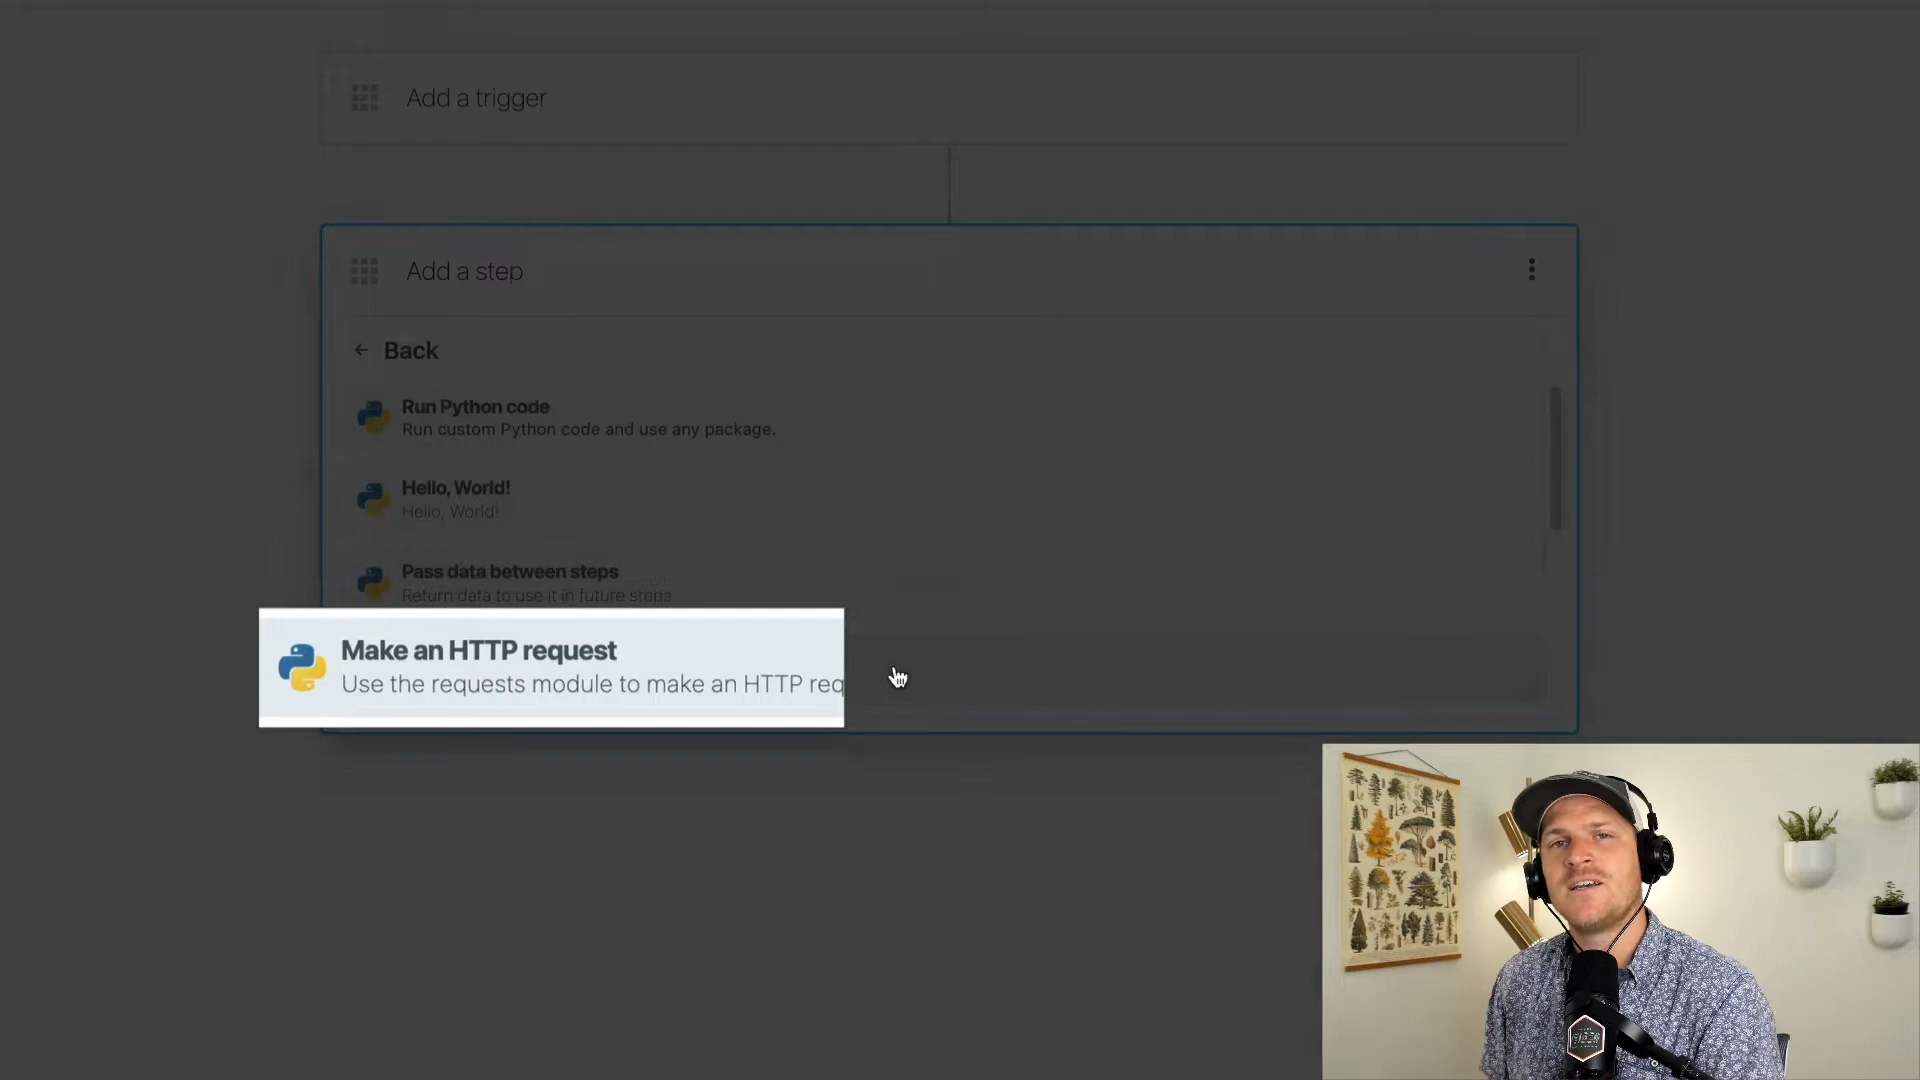 Add a trigger
Add a step
Back
Run Python code
Run custom Python code and use any package.
Hello, World!
Hello, World!
Pass data between steps
Return data to use it in future steps
Make an HTTP request
Use the requests module to make an HTTP req